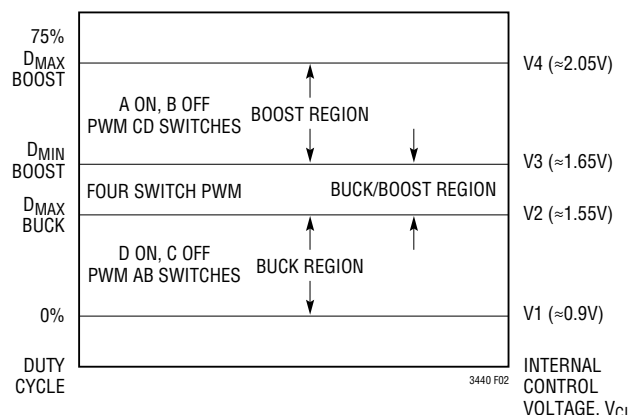 75%
DMAX
BOOST
V4 (≈2.05V)
A ON, B OFF
PWM CD SWITCHES
BOOST REGION
DMIN
BOOST
V3 (≈1.65V)
FOUR SWITCH PWM
BUCK/BOOST REGION
DMAX
BUCK
V2 (≈1.55V)
D ON, C OFF
PWM AB SWITCHES
BUCK REGION
0%
V1 (≈0.9V)
DUTY
CYCLE
3440 F02
INTERNAL
CONTROL
VOLTAGE,